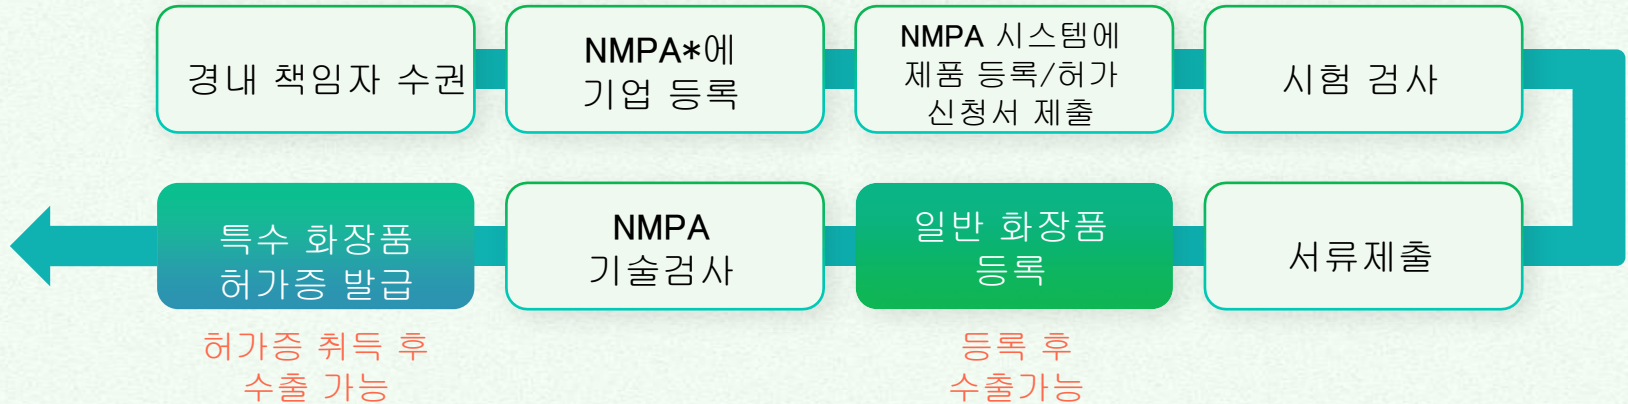 경내 책임자 수권
NMPA*에
기업 등록
NMPA 시스템에
제품 등록/허가
신청서 제출
시험 검사
서류제출
일반 화장품
등록
등록 후
수출가능
NMPA
기술검사
특수 화장품
허가증 발급
허가증 취득 후
수출 가능